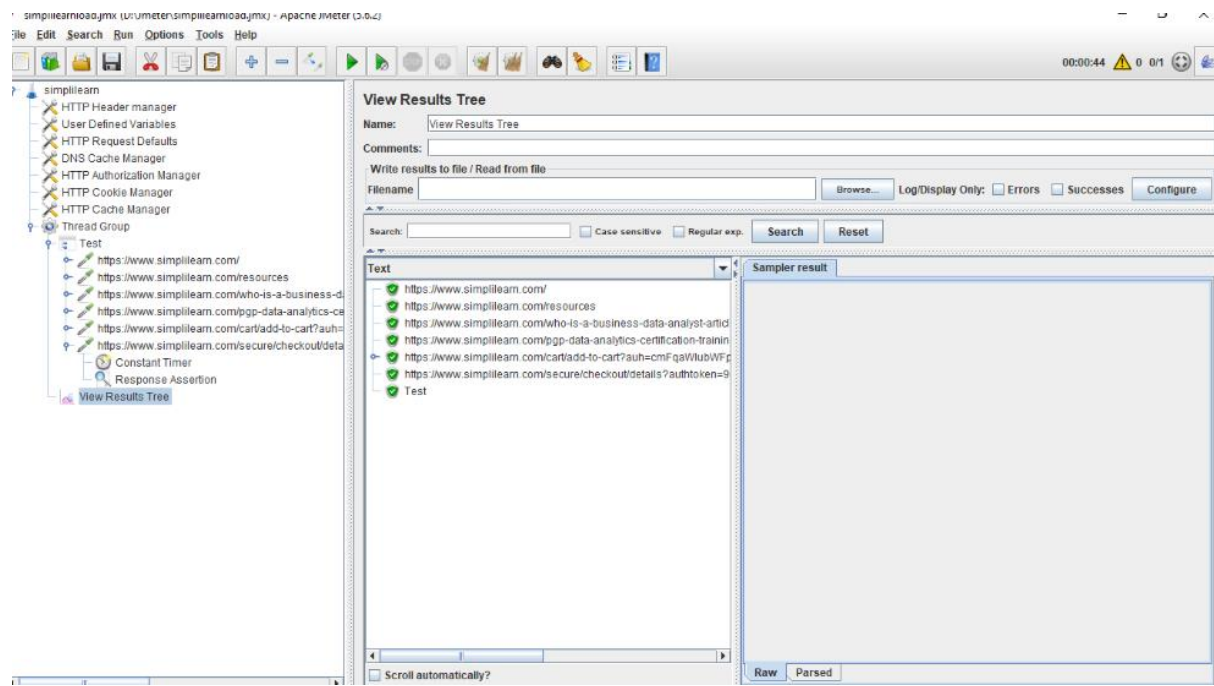 simplilearnload.jmx (D:\Jmeter\simplilearnload.jmx) - Apache JMeter (5.6.2)
File Edit Search Run Options Tools Help
00:00:44 0 0/1
simplilearn
HTTP Header manager
User Defined Variables
HTTP Request Defaults
DNS Cache Manager
HTTP Authorization Manager
HTTP Cookie Manager
HTTP Cache Manager
Thread Group
Test
https://www.simplilearn.com/
https://www.simplilearn.com/resources
https://www.simplilearn.com/who-is-a-business-da
https://www.simplilearn.com/pgp-data-analytics-ce
https://www.simplilearn.com/cart/add-to-cart?auh=
https://www.simplilearn.com/secure/checkout/deta
Constant Timer
Response Assertion
View Results Tree
View Results Tree
Name: View Results Tree
Comments:
Write results to file / Read from file
Filename Browse... Log/Display Only: Errors Successes Configure
Search: Case sensitive Regular exp. Search Reset
Text
https://www.simplilearn.com/
https://www.simplilearn.com/resources
https://www.simplilearn.com/who-is-a-business-data-analyst-articl
https://www.simplilearn.com/pgp-data-analytics-certification-trainin
https://www.simplilearn.com/cart/add-to-cart?auh=cmFqaWlubWFp
https://www.simplilearn.com/secure/checkout/details?authtoken=9
Test
Scroll automatically?
Sampler result
Raw Parsed